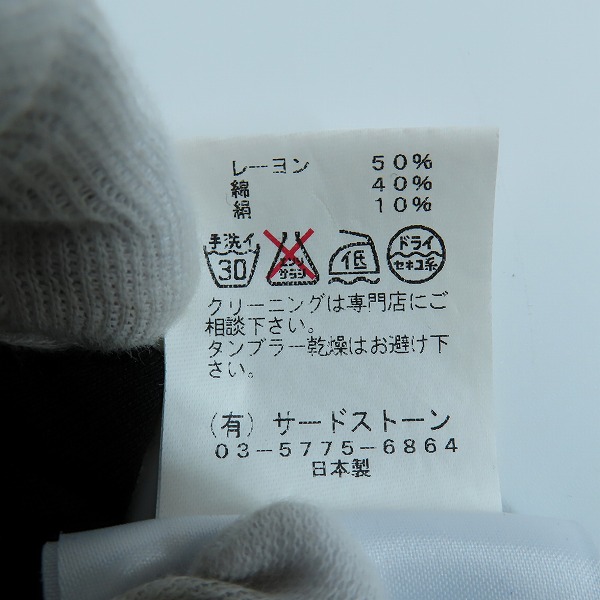 レーヨン 50%
綿 40%
絹 10%
手洗イ 30 エンソサラシ 低 ドライ セキユ系
クリーニングは専門店にご
相談下さい。
タンブラー乾燥はお避け下
さい。
(有) サードストーン
03-5775-6864
日本製